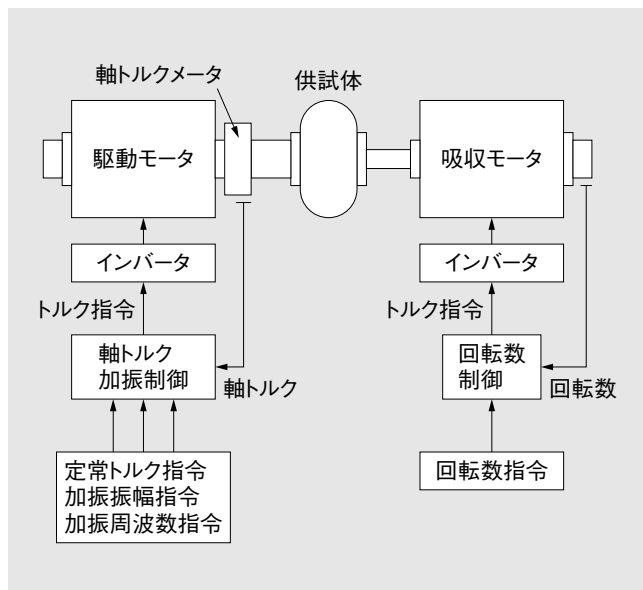 軸トルクメータ
供試体
駆動モータ
吸収モータ
インバータ
インバータ
トルク指令
トルク指令
軸トルク
加振制御
軸トルク
回転数
制御
回転数
定常トルク指令
加振振幅指令
加振周波数指令
回転数指令